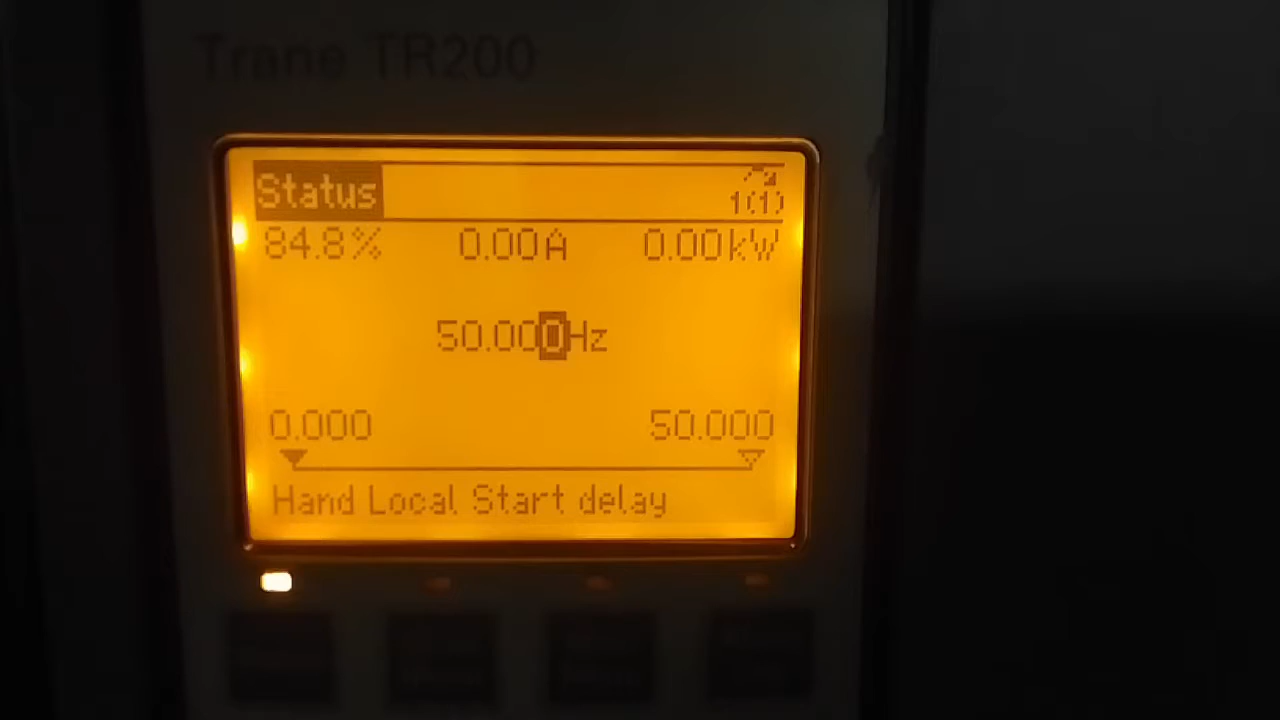 Trane TR200
Status
1(1)
84.8% 0.00A 0.00kW
50.000Hz
0.000 50.000
Hand Local Start delay